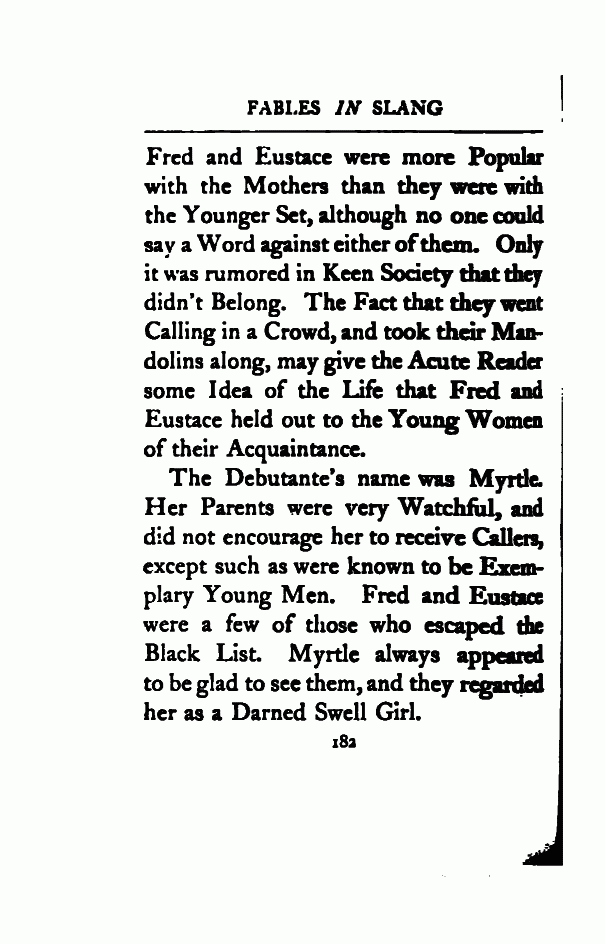 FABLES IN SLANG
Fred and Eustace were more Popular
with the Mothers than they were with
the Younger Set, although no one could
say a Word against either of them. Only
it was rumored in Keen Society that they
didn't Belong. The Fact that they went
Calling in a Crowd, and took their Man-
dolins along, may give the Acute Reader
some Idea of the Life that Fred and
Eustace held out to the Young Women
of their Acquaintance.
The Debutante's name was Myrtle.
Her Parents were very Watchful, and
did not encourage her to receive Callers,
except such as were known to be Exem-
plary Young Men. Fred and Eustace
were a few of those who escaped the
Black List. Myrtle always appeared
to be glad to see them, and they regarded
her as a Darned Swell Girl.
182